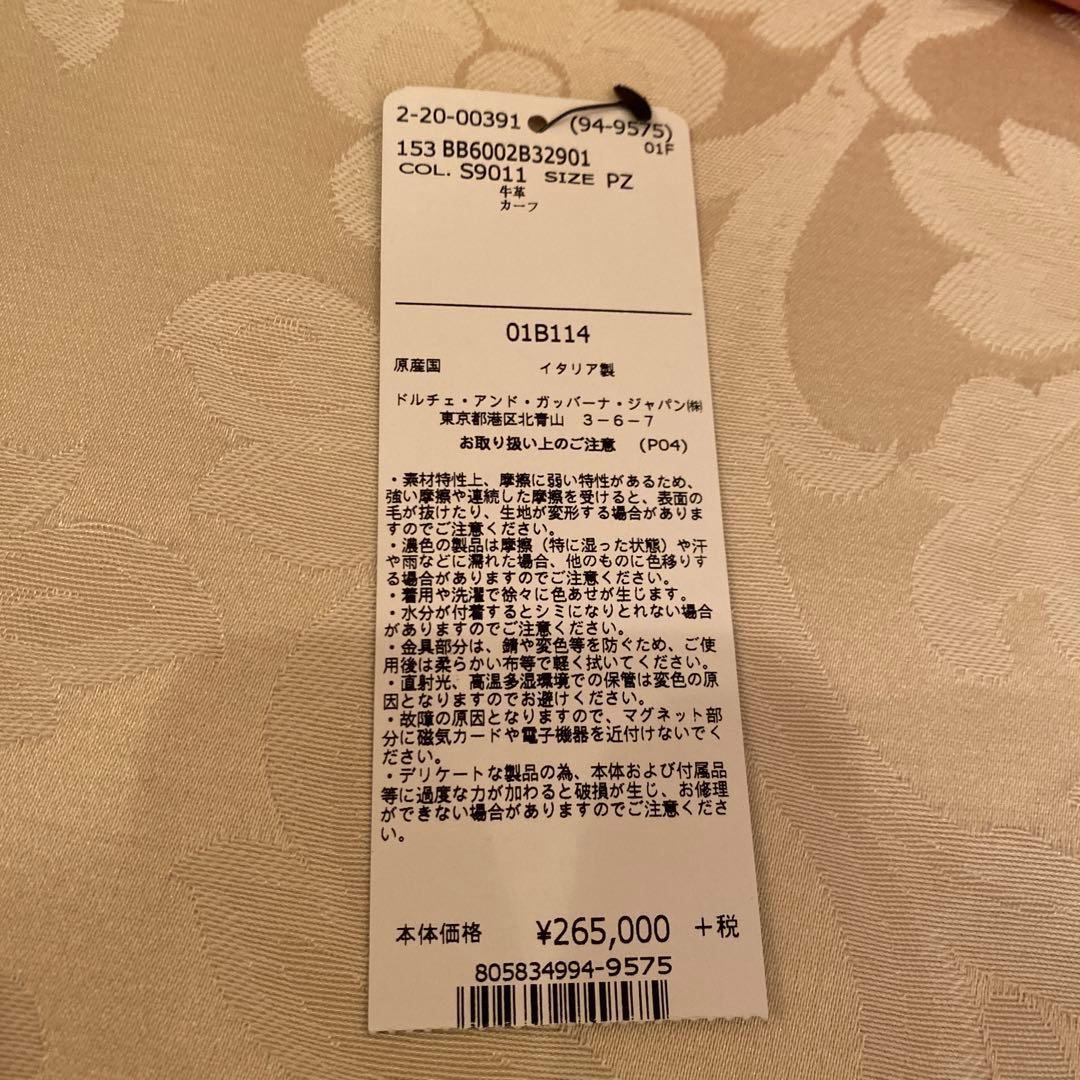 2-20-00391 (94-9575)
01F
153 BB6002B32901
COL. S9011 SIZE PZ
牛革
カーフ
01B114
原産国 イタリア製
ドルチェ・アンド・ガッバーナ・ジャパン㈱
東京都港区北青山 3-6-7
お取り扱い上のご注意 (P04)
・素材特性上、摩擦に弱い特性があるため、
強い摩擦や連続した摩擦を受けると、表面の
毛が抜けたり、生地が変形する場合がありま
すのでご注意ください。
・濃色の製品は摩擦（特に湿った状態）や汗
や雨などに濡れた場合、他のものに色移りす
る場合がありますのでご注意ください。
・着用や洗濯で徐々に色あせが生じます。
・水分が付着するとシミになりとれない場合
がありますのでご注意ください。
・金具部分は、錆や変色等を防ぐため、ご使
用後は柔らかい布等で軽く拭いてください。
・直射光、高温多湿環境での保管は変色の原
因となりますのでお避けください。
・故障の原因となりますので、マグネット部
分に磁気カードや電子機器を近付けないでく
ださい。
・デリケートな製品の為、本体および付属品
等に過度な力が加わると破損が生じ、お修理
ができない場合がありますのでご注意くださ
い。
本体価格 ¥265,000 +税
805834994-9575